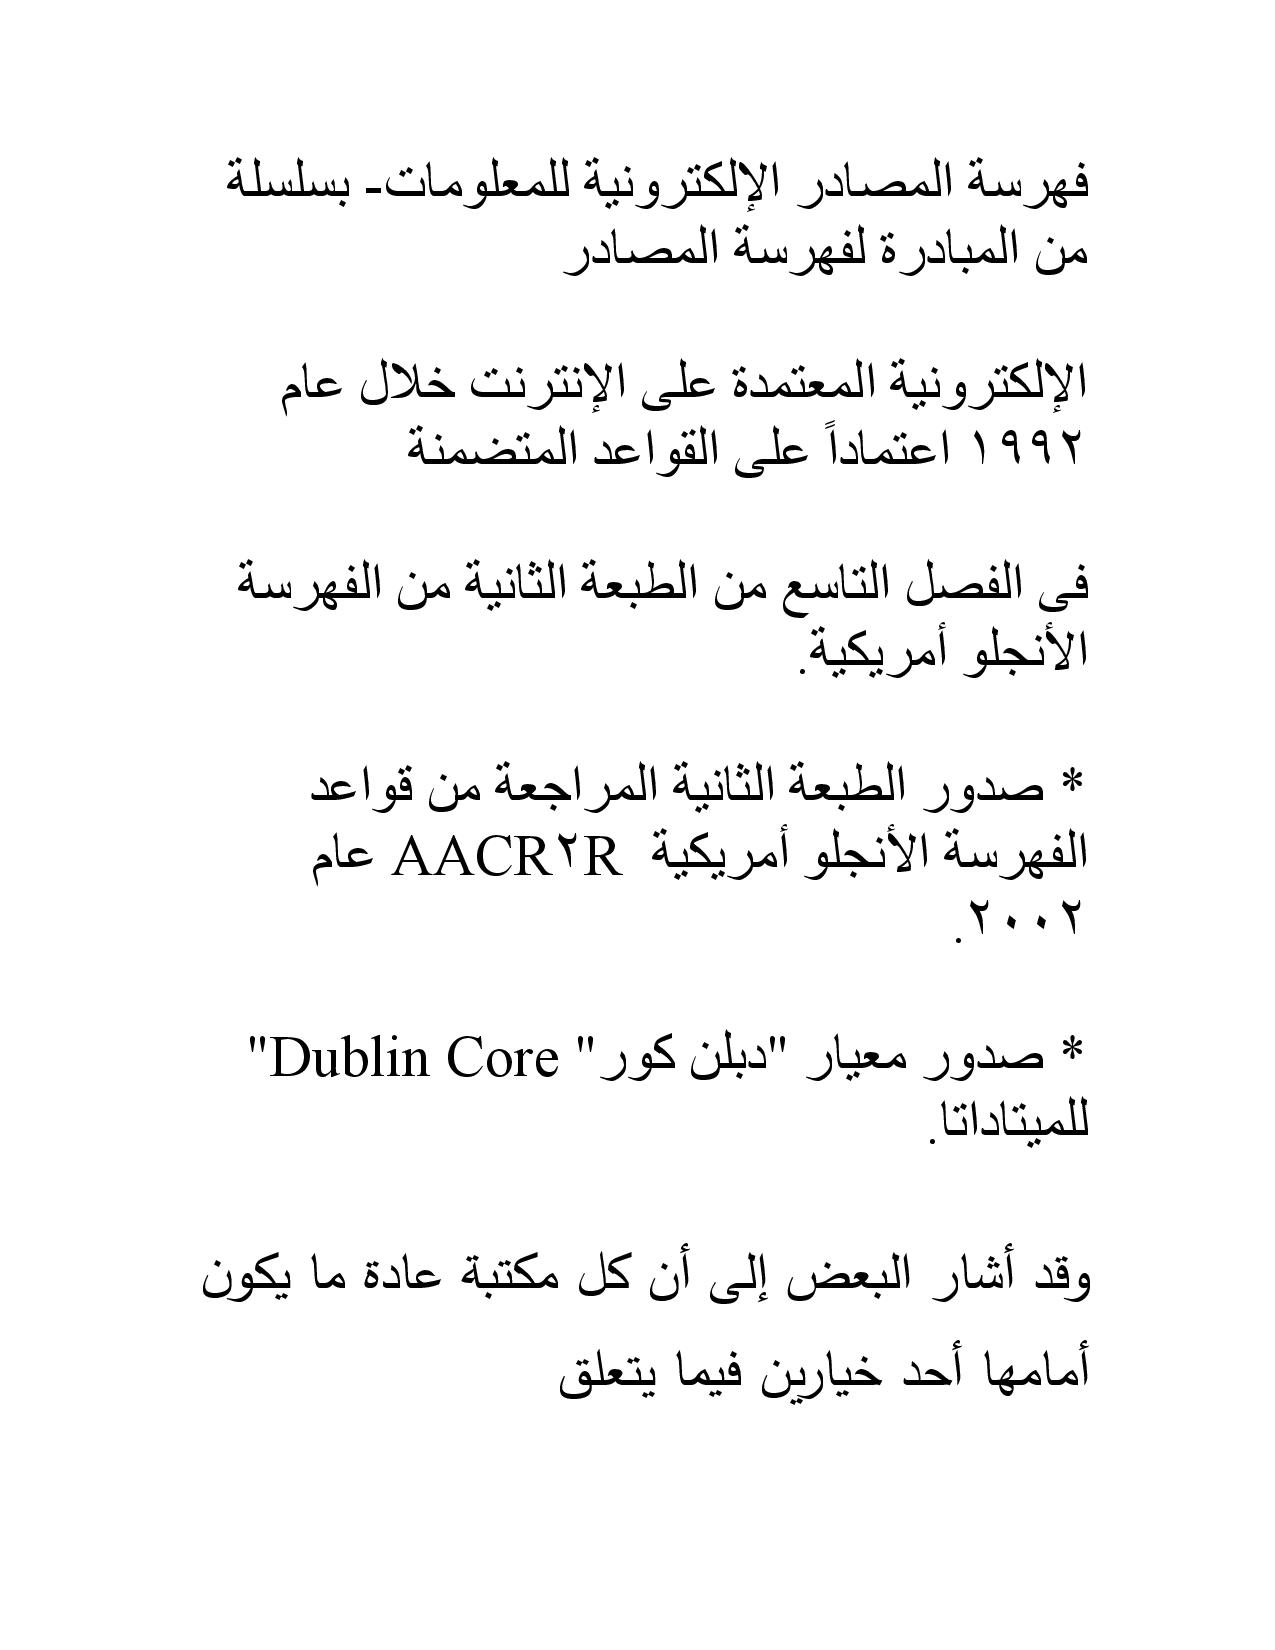 فهرسة المصادر الإلكترونية للمعلومات- بسلسلة
من المبادرة لفهرسة المصادر
الإلكترونية المعتمدة على الإنترنت خلال عام
١٩٩٢ اعتماداً على القواعد المتضمنة
فى الفصل التاسع من الطبعة الثانية من الفهرسة
الأنجلو أمريكية.
* صدور الطبعة الثانية المراجعة من قواعد
الفهرسة الأنجلو أمريكية AACR٢R عام
٢٠٠٢.
* صدور معيار "دبلن كور" Dublin Core"
للميتاداتا.
وقد أشار البعض إلى أن كل مكتبة عادة ما يكون
أمامها أحد خيارين فيما يتعلق